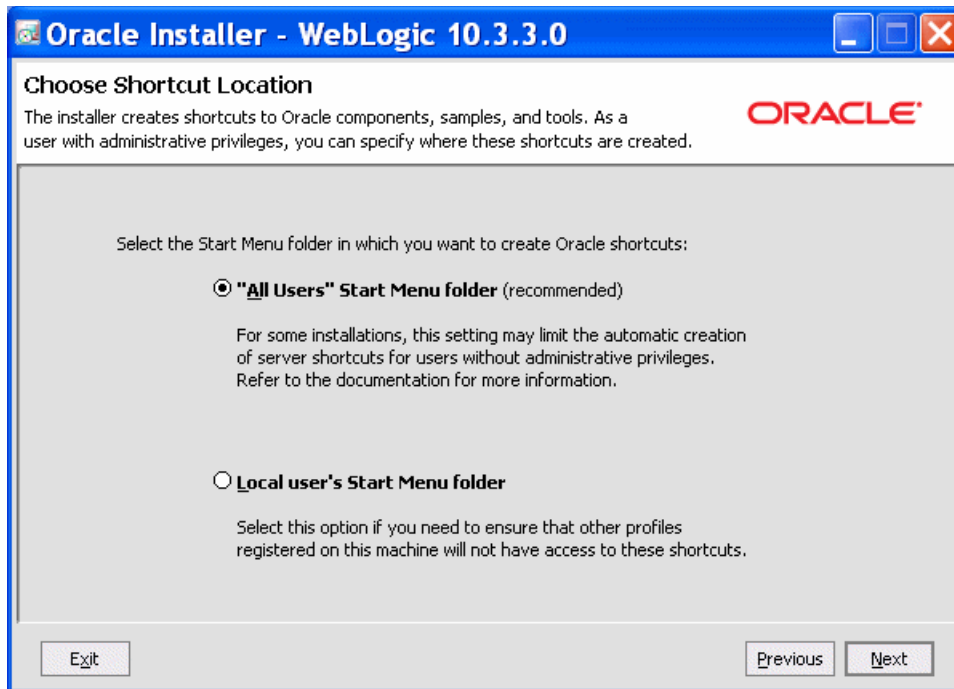 Oracle Installer - WebLogic 10.3.3.0
Choose Shortcut Location
The installer creates shortcuts to Oracle components, samples, and tools. As a
user with administrative privileges, you can specify where these shortcuts are created.
ORACLE
Select the Start Menu folder in which you want to create Oracle shortcuts:
"All Users" Start Menu folder (recommended)
For some installations, this setting may limit the automatic creation
of server shortcuts for users without administrative privileges.
Refer to the documentation for more information.
Local user's Start Menu folder
Select this option if you need to ensure that other profiles
registered on this machine will not have access to these shortcuts.
Exit
Previous
Next